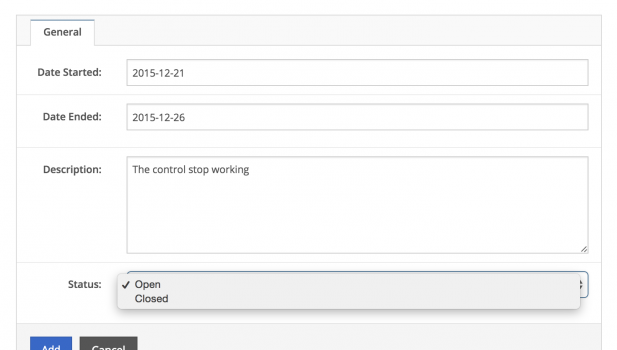 General
Date Started: 2015-12-21
Date Ended: 2015-12-26
Description: The control stop working
Status: ✓ Open
Closed
Add Cancel